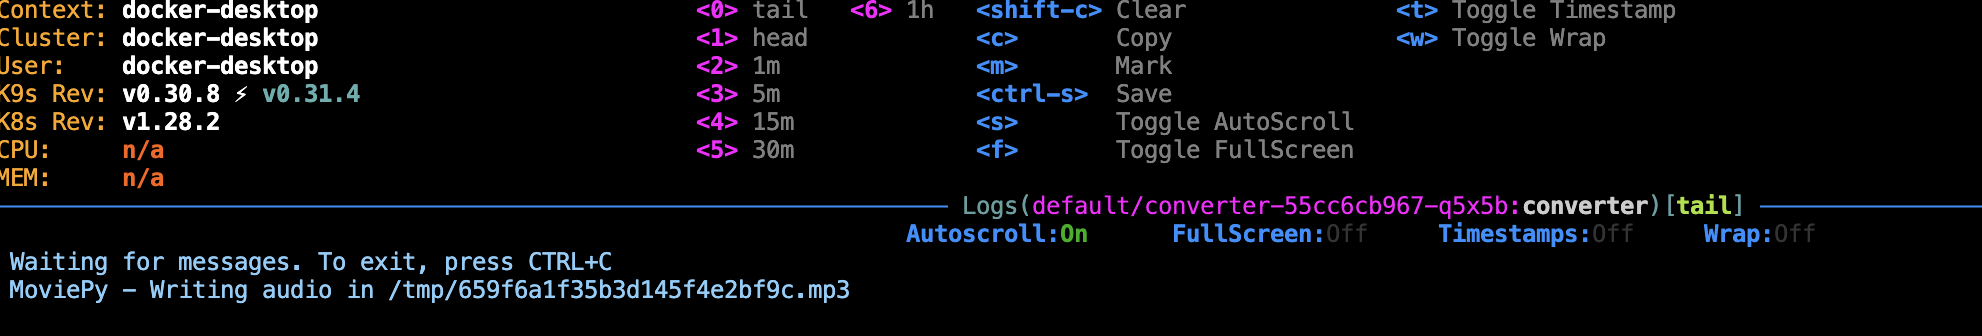 Context: docker-desktop <0> tail <6> 1h <shift-c> Clear <t> Toggle Timestamp
Cluster: docker-desktop <1> head <c> Copy <w> Toggle Wrap
User: docker-desktop <2> 1m <m> Mark
K9s Rev: v0.30.8 ⚡ v0.31.4 <3> 5m <ctrl-s> Save
K8s Rev: v1.28.2 <4> 15m <s> Toggle AutoScroll
CPU: n/a <5> 30m <f> Toggle FullScreen
MEM: n/a
Logs(default/converter-55cc6cb967-q5x5b:converter)[tail]
Autoscroll:On FullScreen:Off Timestamps:Off Wrap:Off
Waiting for messages. To exit, press CTRL+C
MoviePy - Writing audio in /tmp/659f6a1f35b3d145f4e2bf9c.mp3